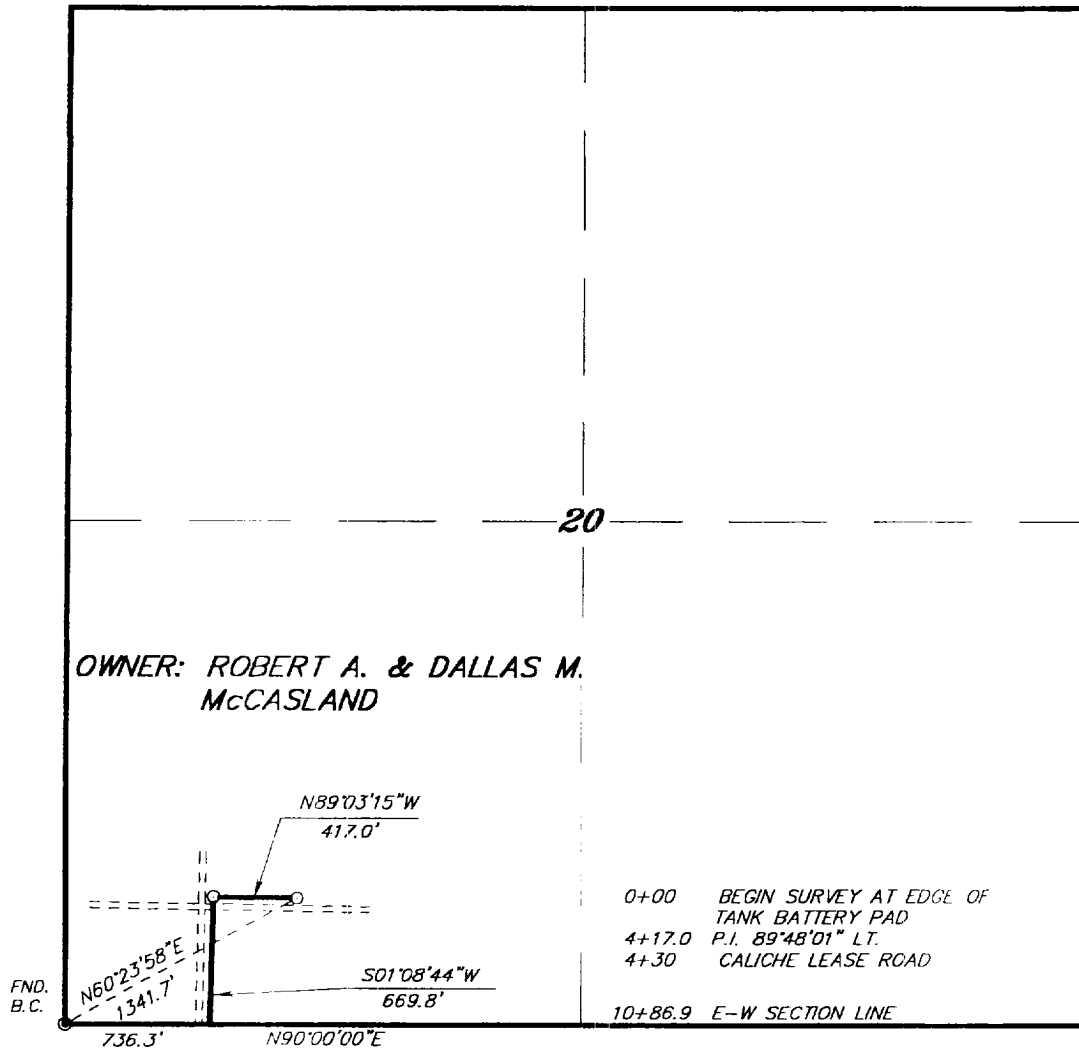 20
OWNER: ROBERT A. & DALLAS M.
McCASLAND
N89°03'15"W
417.0'
N60°23'58"E
1341.7'
S01°08'44"W
669.8'
FND.
B.C.
736.3' N90°00'00"E
0+00 BEGIN SURVEY AT EDGE OF
TANK BATTERY PAD
4+17.0 P.I. 89°48'01" LT.
4+30 CALICHE LEASE ROAD
10+86.9 E-W SECTION LINE